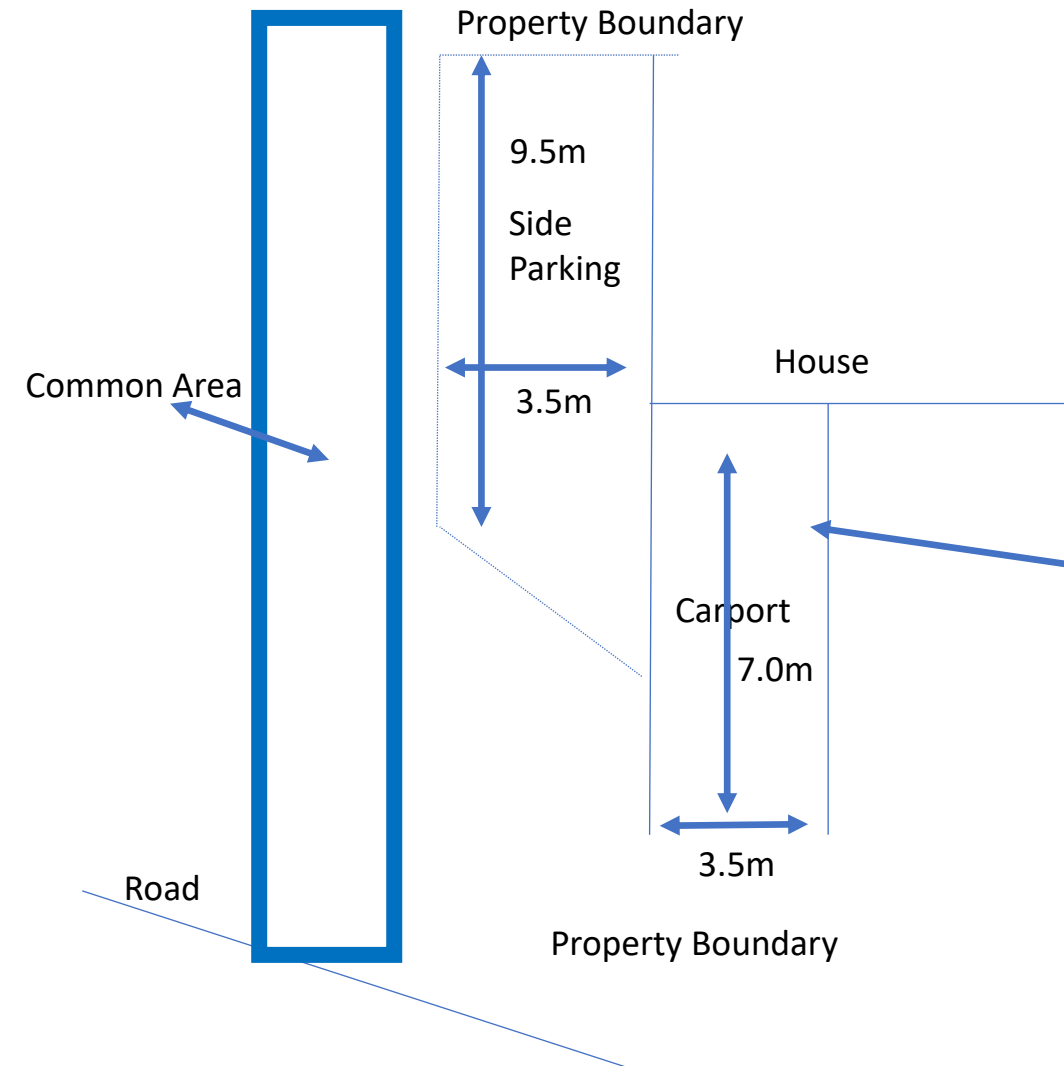 Property Boundary
9.5m
Side
Parking
House
Common Area
3.5m
Carport
7.0m
3.5m
Road
Property Boundary